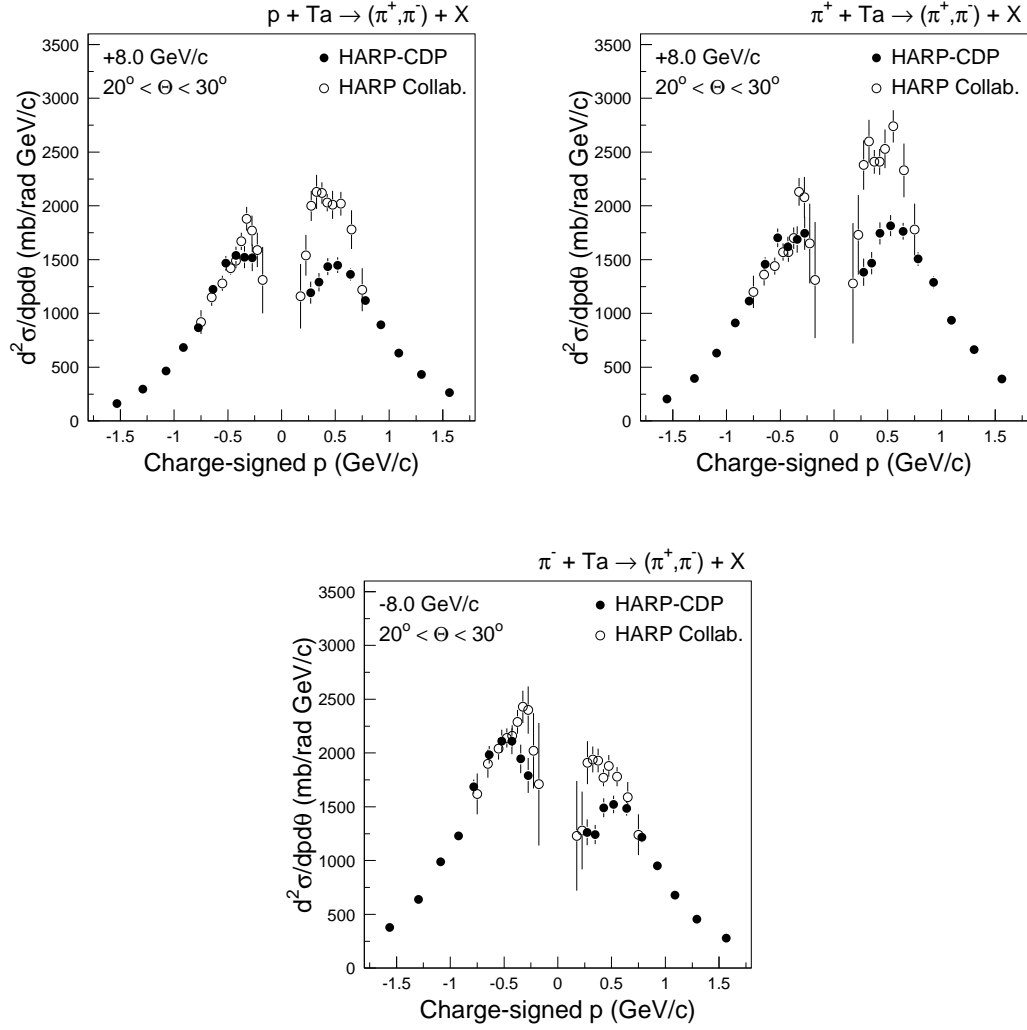 p + Ta → (π⁺,π⁻) + X
+8.0 GeV/c
20° < Θ < 30°
HARP-CDP
HARP Collab.
d²σ/dpdθ (mb/rad GeV/c)
3500
3000
2500
2000
1500
1000
500
0
-1.5 -1 -0.5 0 0.5 1 1.5
Charge-signed p (GeV/c)
π⁺ + Ta → (π⁺,π⁻) + X
+8.0 GeV/c
20° < Θ < 30°
HARP-CDP
HARP Collab.
d²σ/dpdθ (mb/rad GeV/c)
3500
3000
2500
2000
1500
1000
500
0
-1.5 -1 -0.5 0 0.5 1 1.5
Charge-signed p (GeV/c)
π⁻ + Ta → (π⁺,π⁻) + X
-8.0 GeV/c
20° < Θ < 30°
HARP-CDP
HARP Collab.
d²σ/dpdθ (mb/rad GeV/c)
3500
3000
2500
2000
1500
1000
500
0
-1.5 -1 -0.5 0 0.5 1 1.5
Charge-signed p (GeV/c)